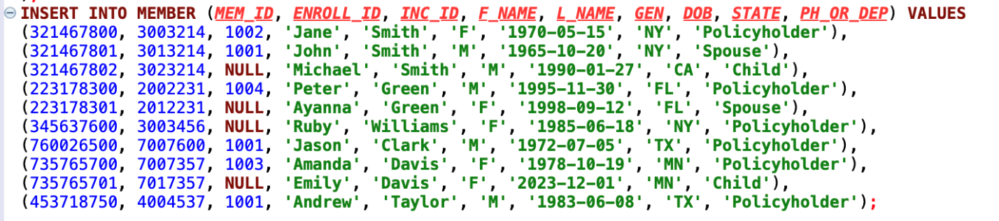 INSERT INTO MEMBER (MEM_ID, ENROLL_ID, INC_ID, F_NAME, L_NAME, GEN, DOB, STATE, PH_OR_DEP) VALUES
(321467800, 3003214, 1002, 'Jane', 'Smith', 'F', '1970-05-15', 'NY', 'Policyholder'),
(321467801, 3013214, 1001, 'John', 'Smith', 'M', '1965-10-20', 'NY', 'Spouse'),
(321467802, 3023214, NULL, 'Michael', 'Smith', 'M', '1990-01-27', 'CA', 'Child'),
(223178300, 2002231, 1004, 'Peter', 'Green', 'M', '1995-11-30', 'FL', 'Policyholder'),
(223178301, 2012231, NULL, 'Ayanna', 'Green', 'F', '1998-09-12', 'FL', 'Spouse'),
(345637600, 3003456, NULL, 'Ruby', 'Williams', 'F', '1985-06-18', 'NY', 'Policyholder'),
(760026500, 7007600, 1001, 'Jason', 'Clark', 'M', '1972-07-05', 'TX', 'Policyholder'),
(735765700, 7007357, 1003, 'Amanda', 'Davis', 'F', '1978-10-19', 'MN', 'Policyholder'),
(735765701, 7017357, NULL, 'Emily', 'Davis', 'F', '2023-12-01', 'MN', 'Child'),
(453718750, 4004537, 1001, 'Andrew', 'Taylor', 'M', '1983-06-08', 'TX', 'Policyholder');